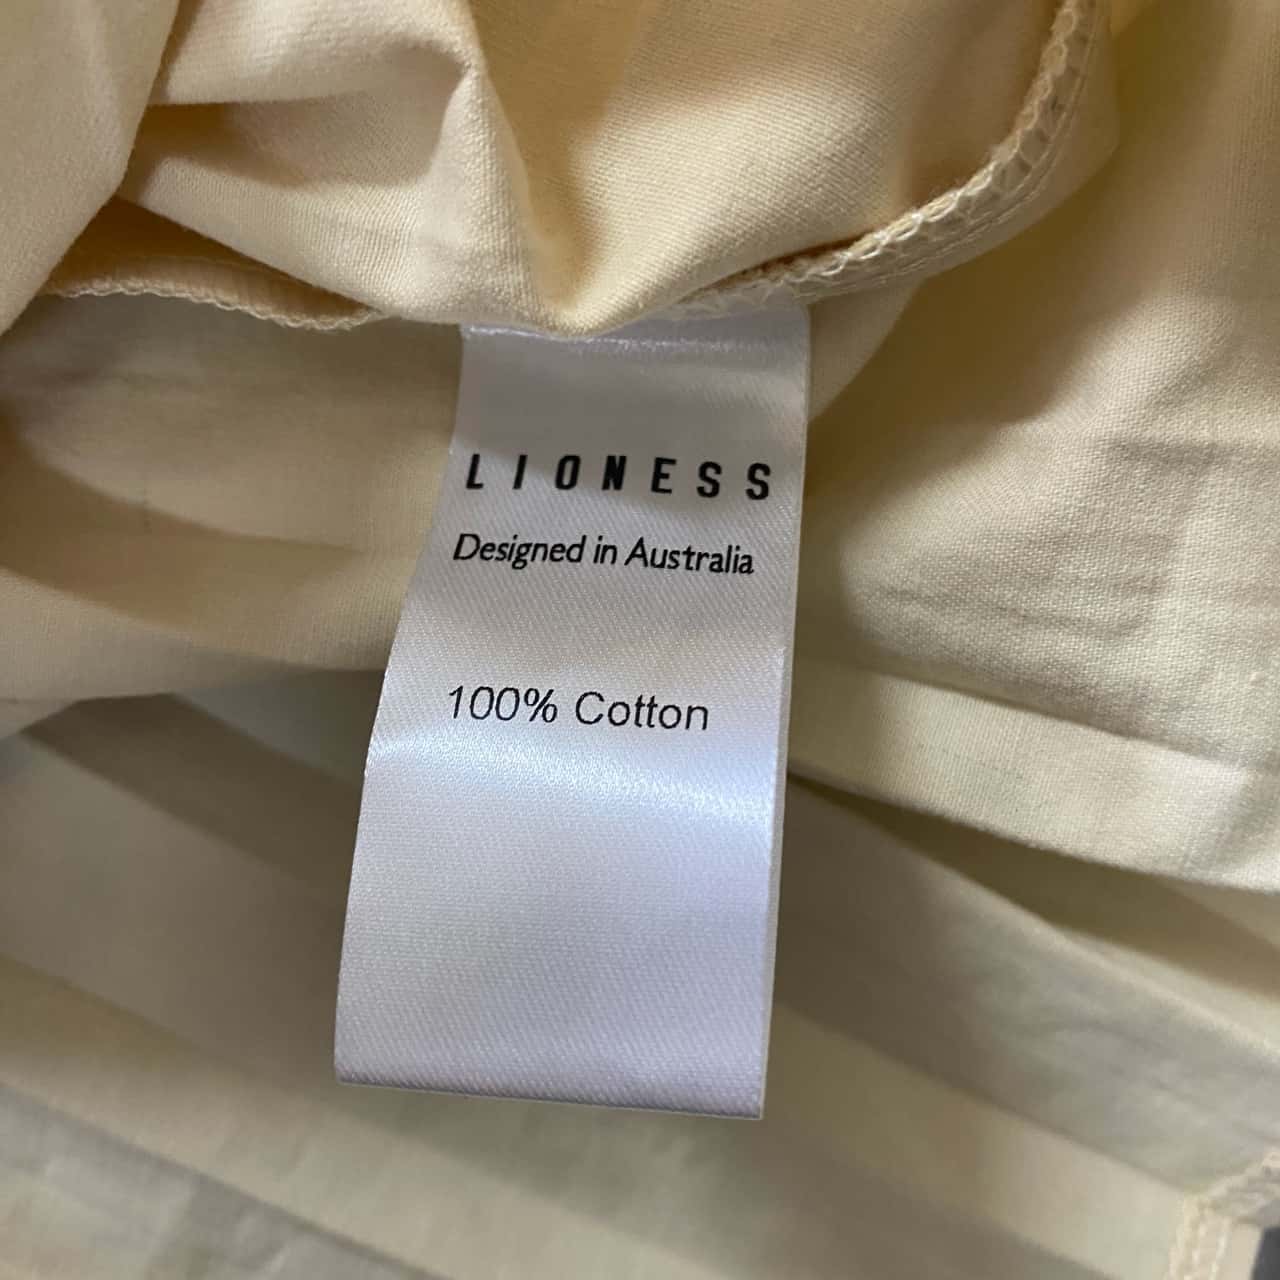 LIONESS
Designed in Australia
100% Cotton